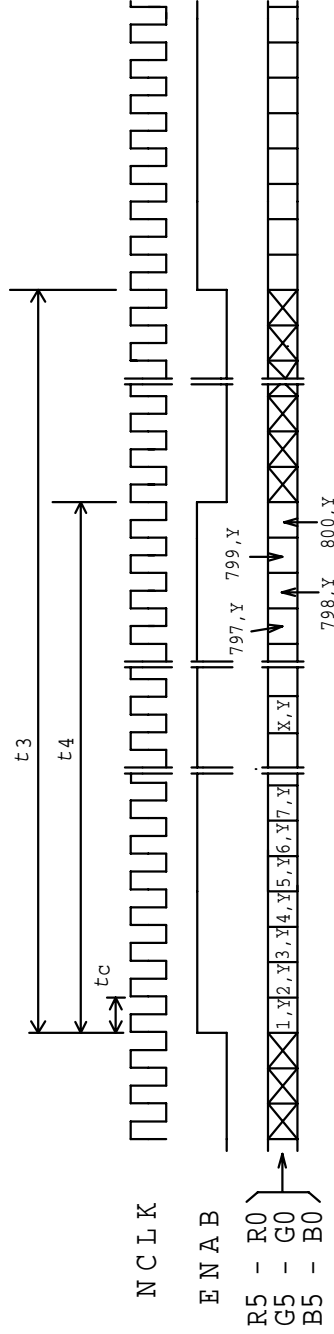 t3
t4
tc
NCLK
ENAB
R5 - R0
G5 - G0
B5 - B0
1,Y 2,Y 3,Y 4,Y 5,Y 6,Y 7,Y
X,Y
797,Y
798,Y
799,Y
800,Y